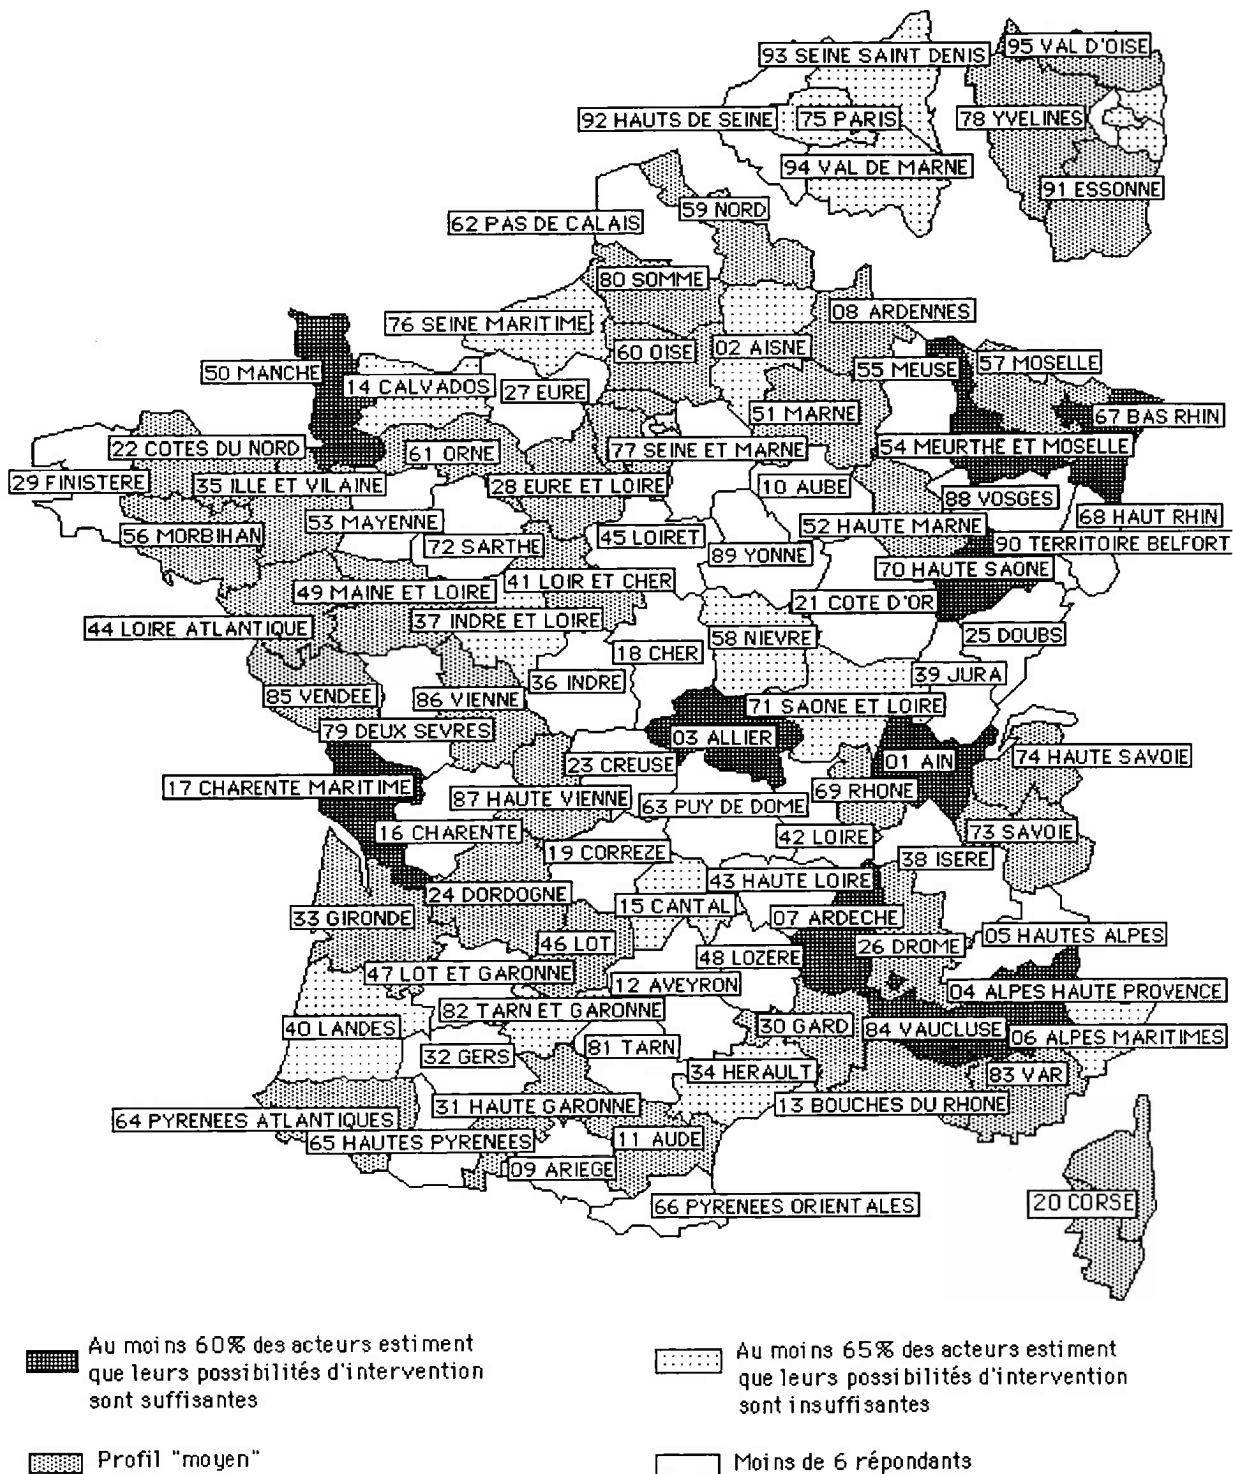 93 SEINE SAINT DENIS
95 VAL D'OISE
92 HAUTS DE SEINE
75 PARIS
78 YVELINES
94 VAL DE MARNE
91 ESSONNE
59 NORD
62 PAS DE CALAIS
80 SOMME
08 ARDENNES
76 SEINE MARITIME
60 OISE
02 AISNE
57 MOSELLE
55 MEUSE
50 MANCHE
14 CALVADOS
27 EURE
51 MARNE
67 BAS RHIN
22 COTES DU NORD
61 ORNE
77 SEINE ET MARNE
54 MEURTHE ET MOSELLE
29 FINISTERE
35 ILLE ET VILAINE
28 EURE ET LOIRE
10 AUBE
88 VOSGES
53 MAYENNE
52 HAUTE MARNE
68 HAUT RHIN
56 MORBIHAN
72 SARTHE
45 LOIRET
89 YONNE
90 TERRITOIRE BELFORT
70 HAUTE SAONE
49 MAINE ET LOIRE
41 LOIR ET CHER
21 COTE D'OR
44 LOIRE ATLANTIQUE
37 INDRE ET LOIRE
58 NIEVRE
25 DOUBS
18 CHER
39 JURA
36 INDRE
85 VENDEE
86 VIENNE
71 SAONE ET LOIRE
79 DEUX SEVRES
03 ALLIER
74 HAUTE SAVOIE
23 CREUSE
01 AIN
17 CHARENTE MARITIME
87 HAUTE VIENNE
63 PUY DE DOME
69 RHONE
16 CHARENTE
42 LOIRE
73 SAVOIE
19 CORREZE
38 ISERE
43 HAUTE LOIRE
24 DORDOGNE
15 CANTAL
33 GIRONDE
07 ARDECHE
05 HAUTES ALPES
46 LOT
26 DROME
48 LOZERE
47 LOT ET GARONNE
12 AVEYRON
04 ALPES HAUTE PROVENCE
82 TARN ET GARONNE
40 LANDES
30 GARD
84 VAUCLUSE
06 ALPES MARITIMES
32 GERS
81 TARN
34 HERAULT
83 VAR
31 HAUTE GARONNE
13 BOUCHES DU RHONE
64 PYRENEES ATLANTIQUES
65 HAUTES PYRENEES
11 AUDE
09 ARIEGE
66 PYRENEES ORIENTALES
20 CORSE
Au moins 60% des acteurs estiment
que leurs possibilités d'intervention
sont suffisantes
Au moins 65% des acteurs estiment
que leurs possibilités d'intervention
sont insuffisantes
Profil "moyen"
Moins de 6 répondants